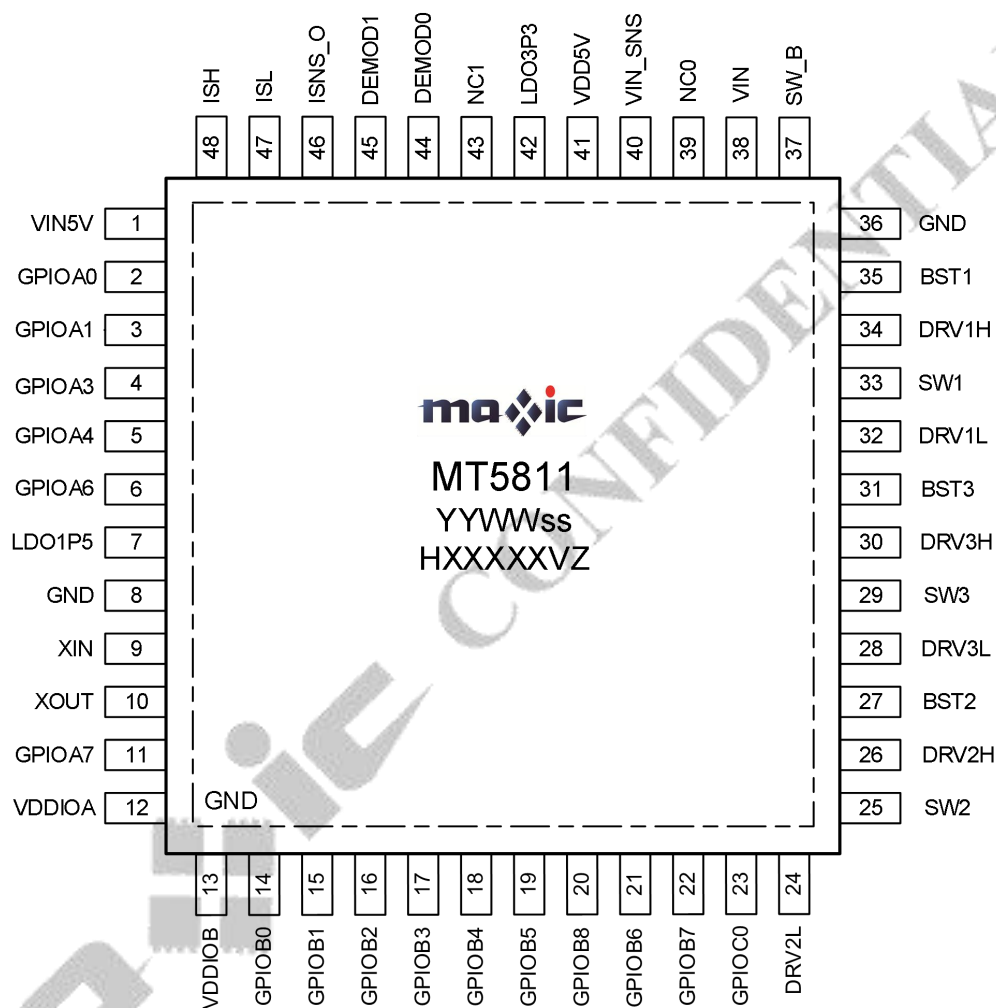 ISH
ISL
ISNS_O
DEMOD1
DEMOD0
NC1
LDO3P3
VDD5V
VIN_SNS
NC0
VIN
SW_B
48
47
46
45
44
43
42
41
40
39
38
37
VIN5V 1
GPIOA0 2
GPIOA1 3
GPIOA3 4
GPIOA4 5
GPIOA6 6
LDO1P5 7
GND 8
XIN 9
XOUT 10
GPIOA7 11
VDDIOA 12
maxic
MT5811
YYWWss
HXXXXXVZ
GND
36 GND
35 BST1
34 DRV1H
33 SW1
32 DRV1L
31 BST3
30 DRV3H
29 SW3
28 DRV3L
27 BST2
26 DRV2H
25 SW2
13
14
15
16
17
18
19
20
21
22
23
24
VDDIOB
GPIOB0
GPIOB1
GPIOB2
GPIOB3
GPIOB4
GPIOB5
GPIOB8
GPIOB6
GPIOB7
GPIOC0
DRV2L
CONFIDENTIA